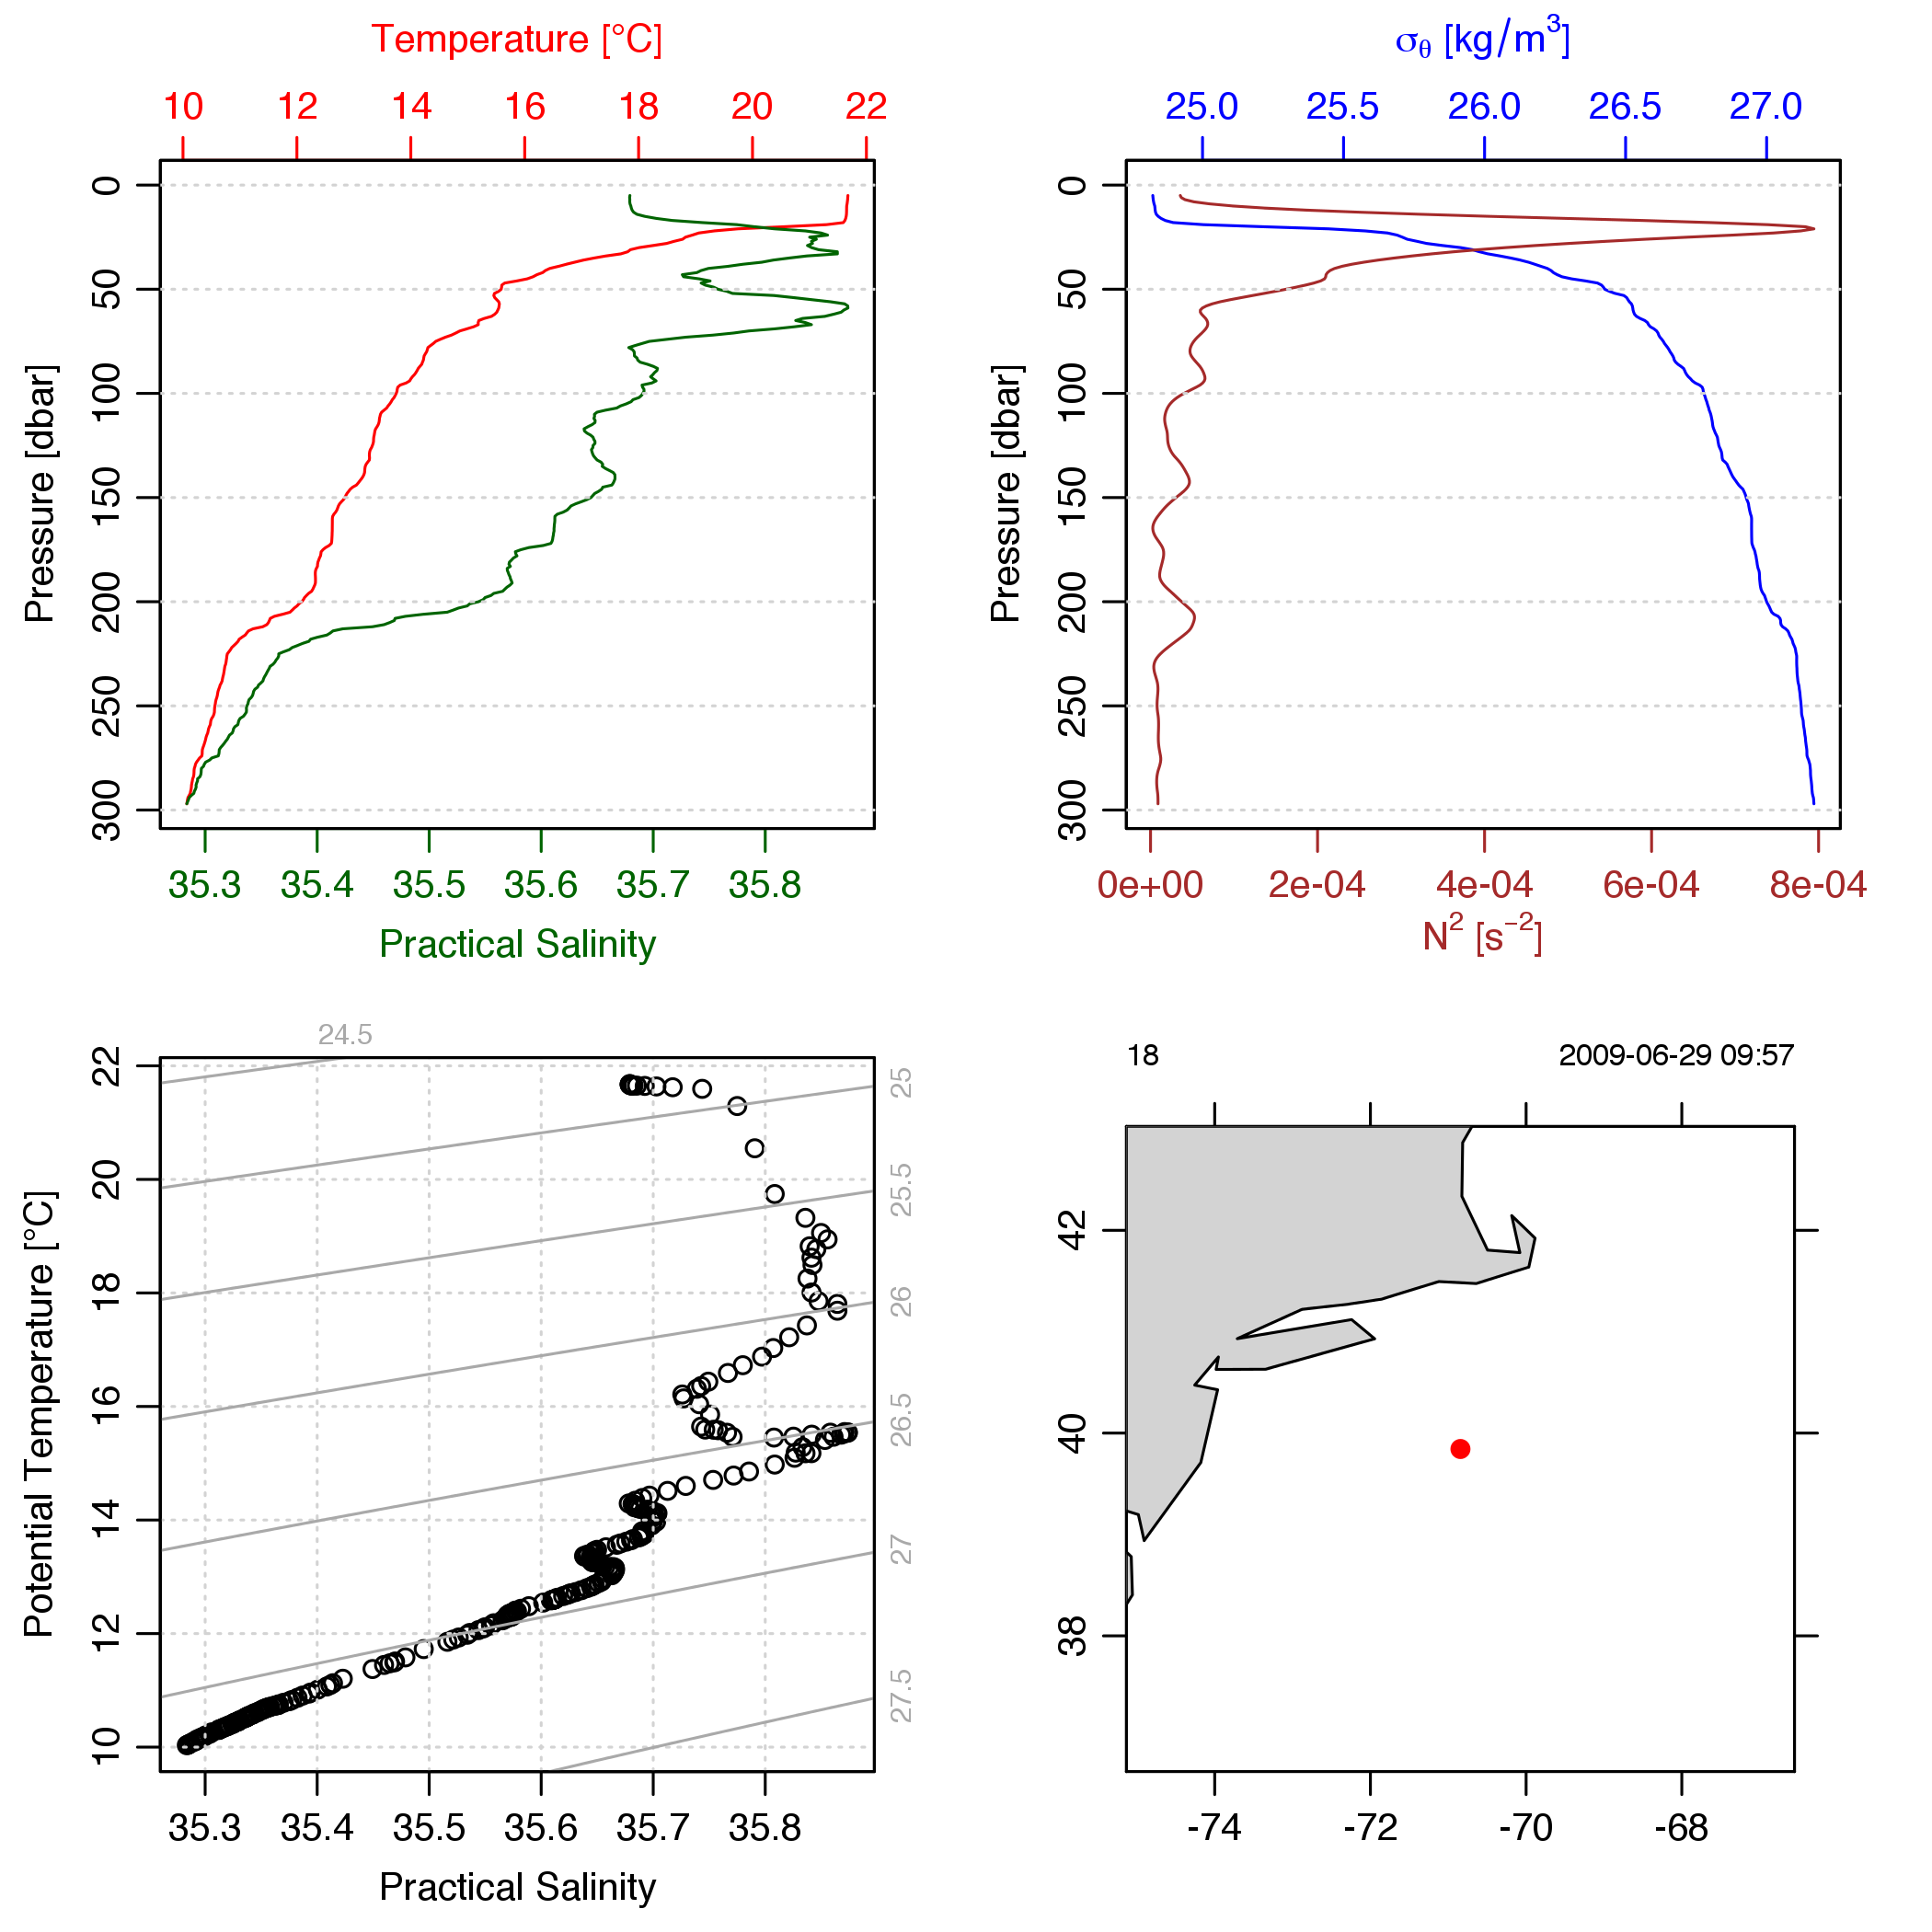 Temperature [°C]
10 12 14 16 18 20 22
0
50
100
150
200
250
300
Pressure [dbar]
35.3 35.4 35.5 35.6 35.7 35.8
Practical Salinity
σθ [kg/m³]
25.0 25.5 26.0 26.5 27.0
0
50
100
150
200
250
300
Pressure [dbar]
0e+00 2e-04 4e-04 6e-04 8e-04
N² [s⁻²]
24.5
22
20
18
16
14
12
10
Potential Temperature [°C]
25
25.5
26
26.5
27
27.5
35.3 35.4 35.5 35.6 35.7 35.8
Practical Salinity
18 2009-06-29 09:57
42
40
38
-74 -72 -70 -68